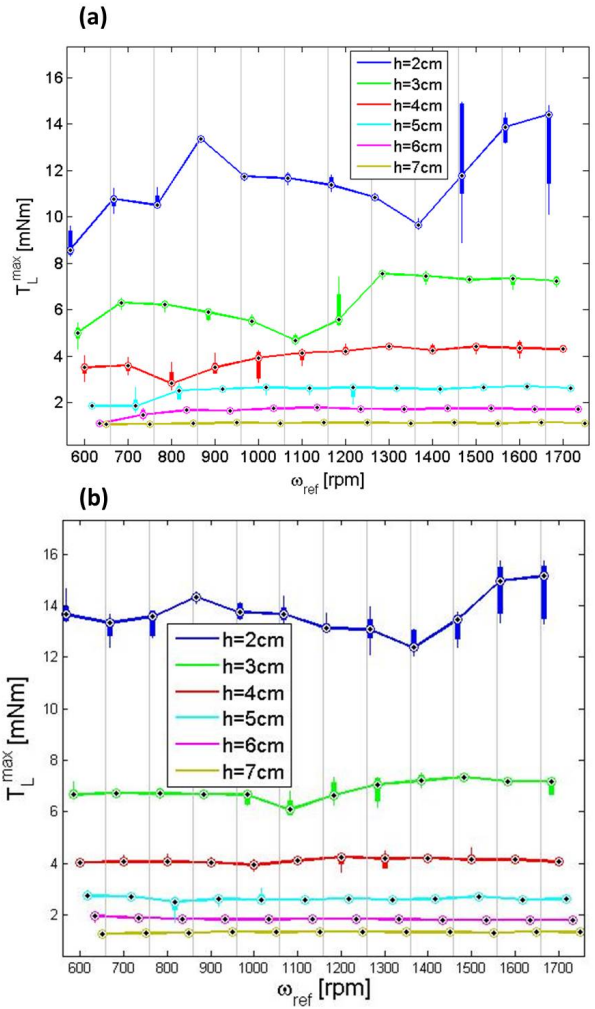 (a)
h=2cm
h=3cm
h=4cm
h=5cm
h=6cm
h=7cm
16
14
12
10
8
6
4
2
T_L^max [mNm]
600 700 800 900 1000 1100 1200 1300 1400 1500 1600 1700
ω_ref [rpm]
(b)
16
14
12
10
8
6
4
2
T_L^max [mNm]
h=2cm
h=3cm
h=4cm
h=5cm
h=6cm
h=7cm
600 700 800 900 1000 1100 1200 1300 1400 1500 1600 1700
ω_ref [rpm]